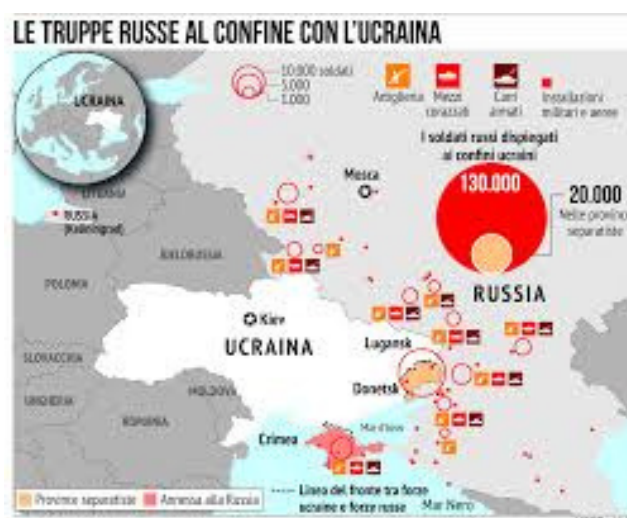 LE TRUPPE RUSSE AL CONFINE CON L'UCRAINA
UCRAINA
10.000 soldati
5.000
1.000
Artiglieria
Mezzi
corazzati
Carri
armati
Installazioni
militari e aeree
I soldati russi dispiegati
ai confini ucraini
130.000
20.000
Nelle province
separatiste
Mosca
LITUANIA
RUSSIA
(Kaliningrad)
BIELORUSSIA
POLONIA
RUSSIA
Kiev
UCRAINA
Lugansk
SLOVACCHIA
Donetsk
UNGHERIA
MOLDOVA
ROMANIA
Crimea
Mar d'Azov
Province separatiste
Annessa alla Russia
Linea del fronte tra forze
ucraine e forze russe
Mar Nero